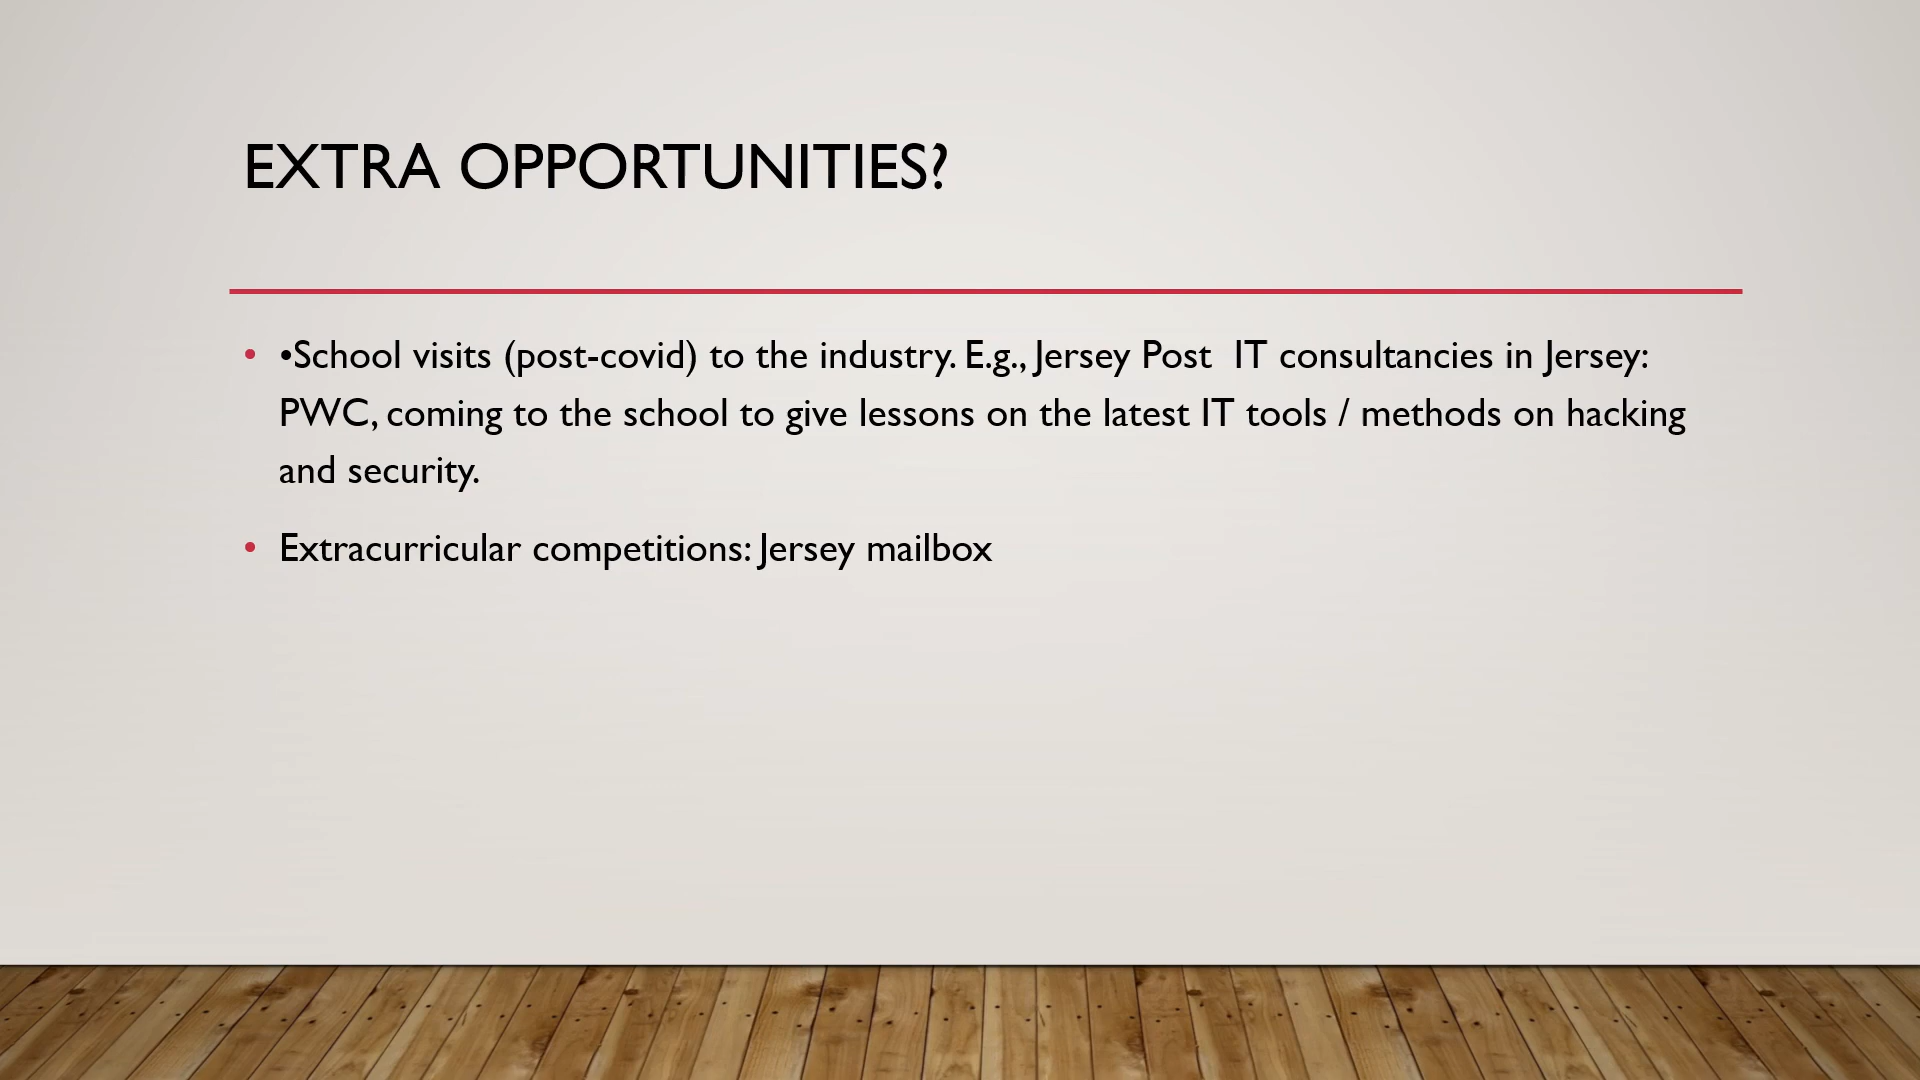 EXTRA OPPORTUNITIES?
• •School visits (post-covid) to the industry. E.g., Jersey Post  IT consultancies in Jersey:
PWC, coming to the school to give lessons on the latest IT tools / methods on hacking
and security.
• Extracurricular competitions: Jersey mailbox